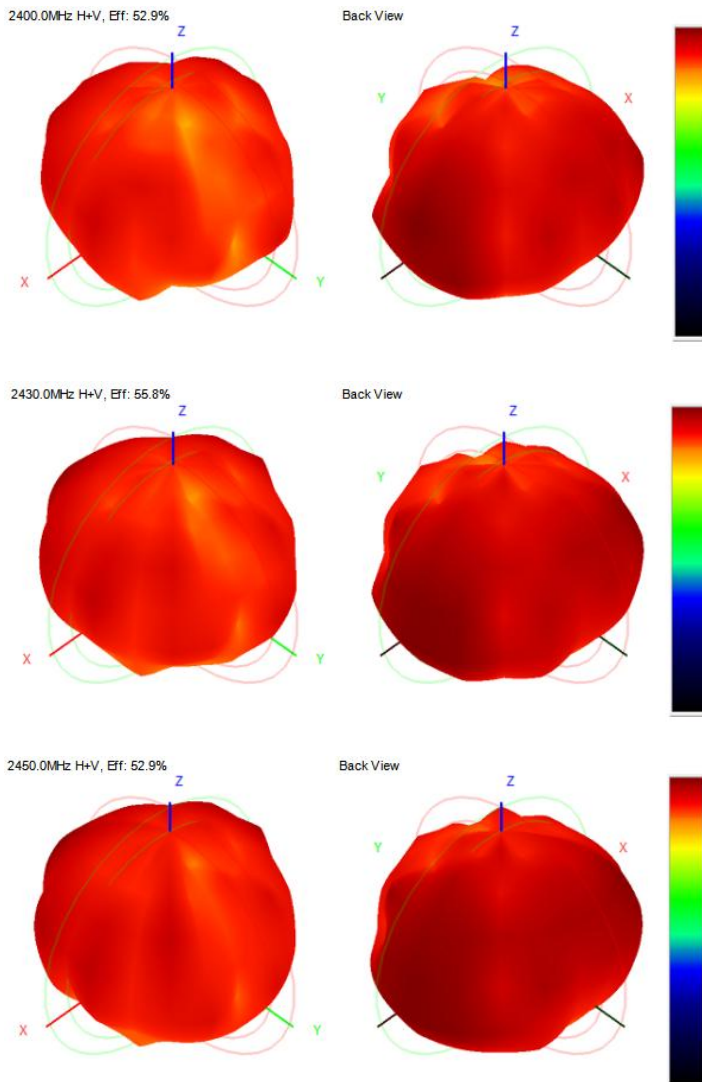 2400.0MHz H+V, Eff: 52.9%
Back View
Z
Z
Y
X
X
Y
2430.0MHz H+V, Eff: 55.8%
Back View
Z
Z
Y
X
X
Y
2450.0MHz H+V, Eff: 52.9%
Back View
Z
Z
Y
X
X
Y